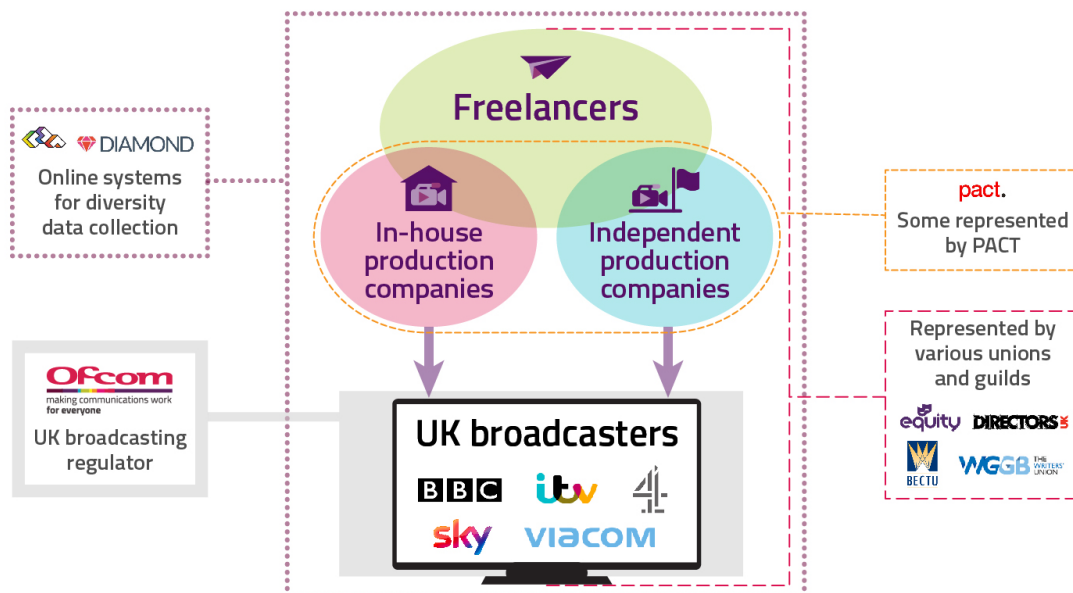 Freelancers
In-house
production
companies
Independent
production
companies
DIAMOND
Online systems
for diversity
data collection
pact.
Some represented
by PACT
Ofcom
making communications work
for everyone
UK broadcasting
regulator
UK broadcasters
BBC
itv
4
sky
VIACOM
Represented by
various unions
and guilds
equity
DIRECTORS UK
BECTU
WGGB THE WRITERS' UNION